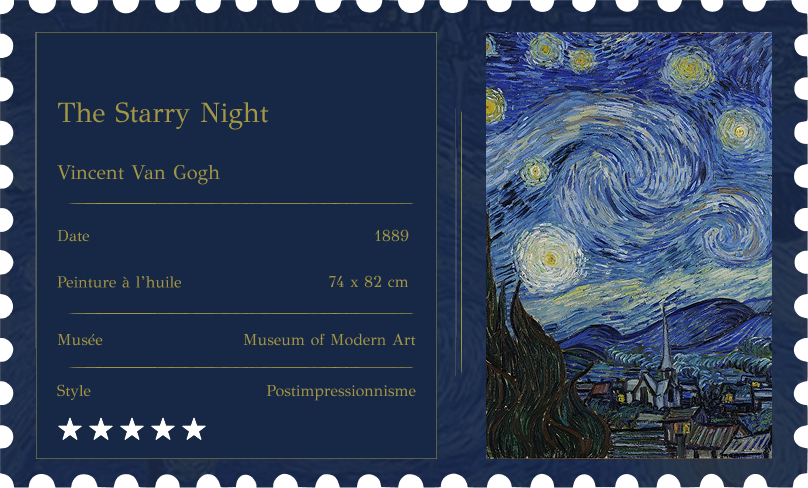 The Starry Night
Vincent Van Gogh
Date 1889
Peinture à l'huile 74 x 82 cm
Musée Museum of Modern Art
Style Postimpressionnisme